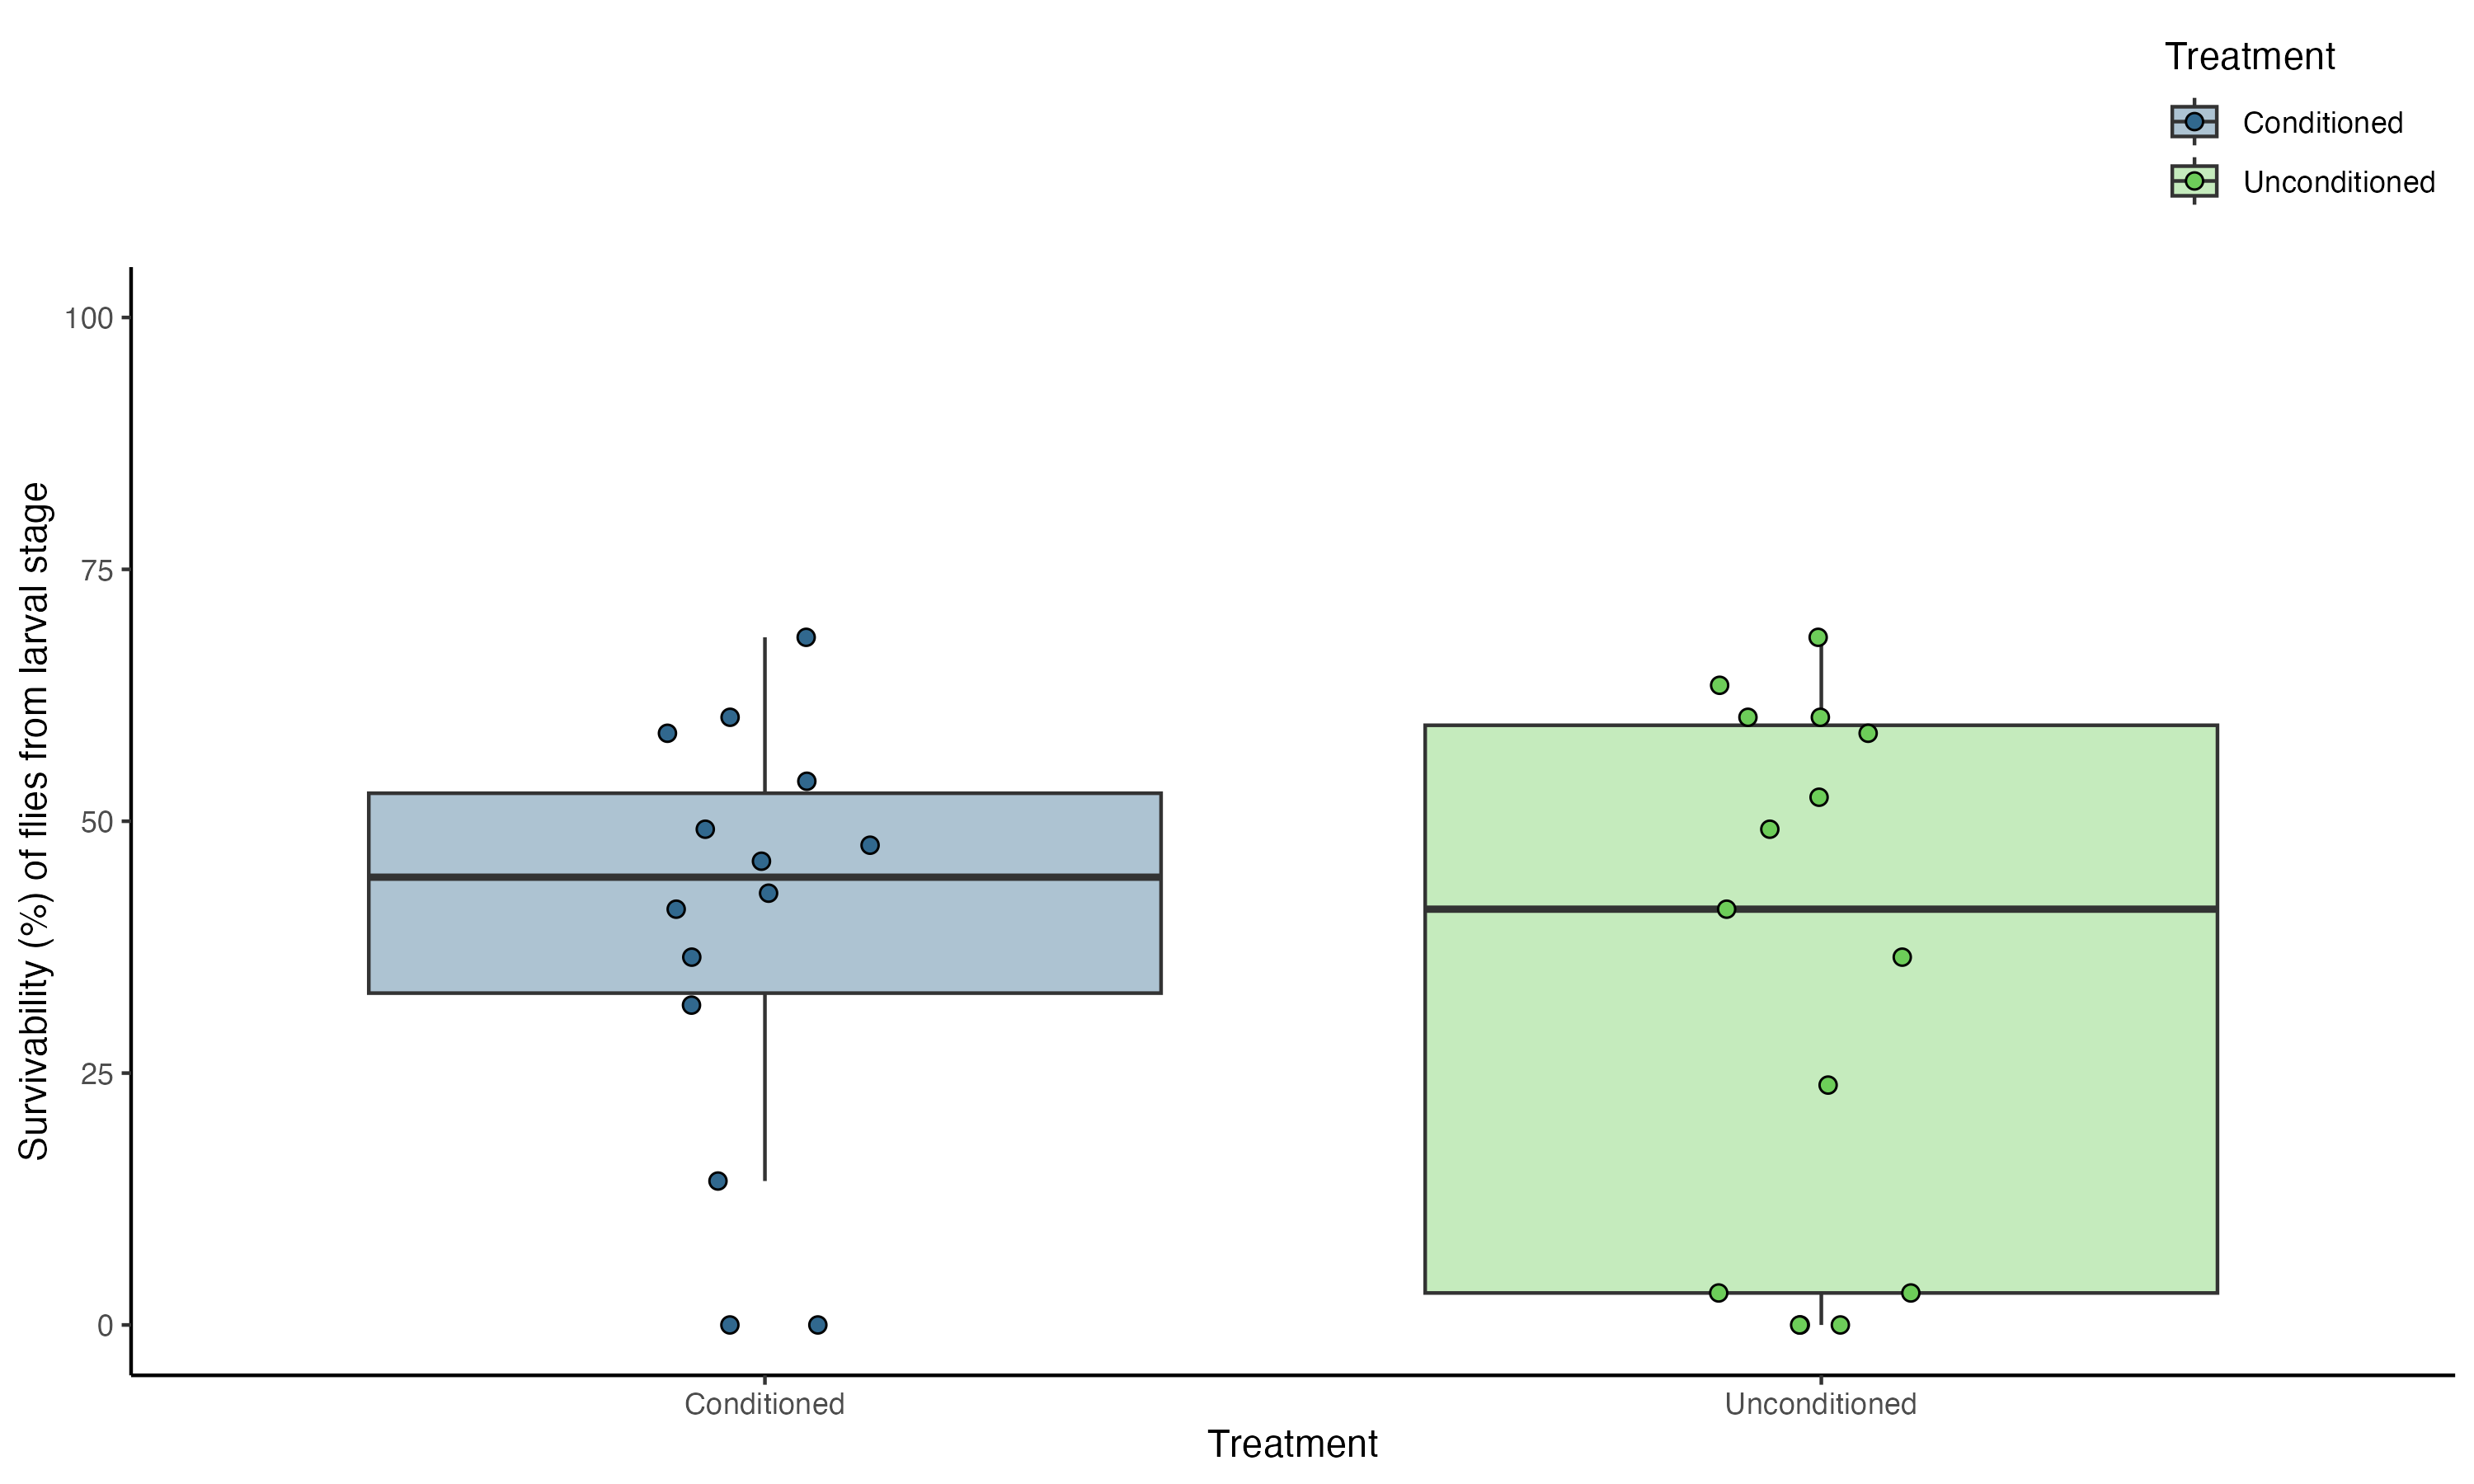 Treatment
Conditioned
Unconditioned
100
75
50
25
0
Survivability (%) of flies from larval stage
Conditioned
Unconditioned
Treatment